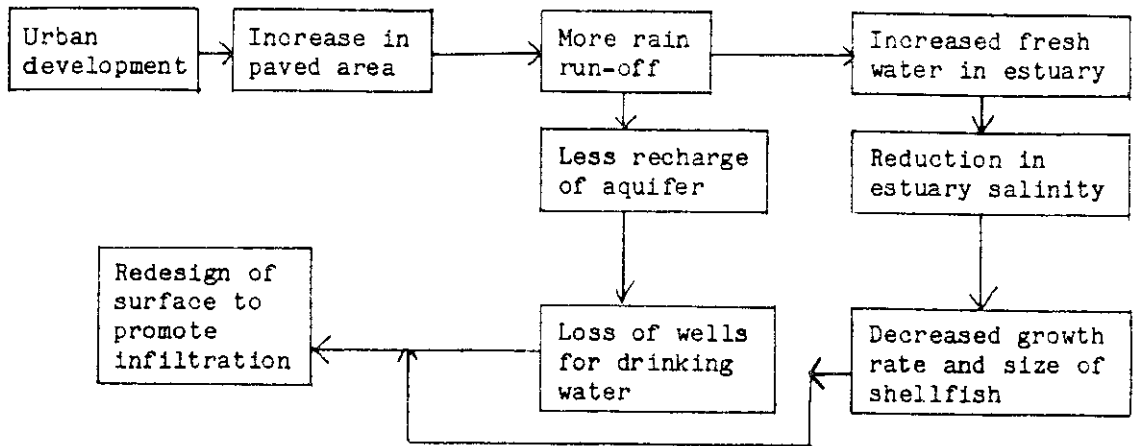 Urban
development
Increase in
paved area
More rain
run-off
Increased fresh
water in estuary
Less recharge
of aquifer
Reduction in
estuary salinity
Redesign of
surface to
promote
infiltration
Loss of wells
for drinking
water
Decreased growth
rate and size of
shellfish